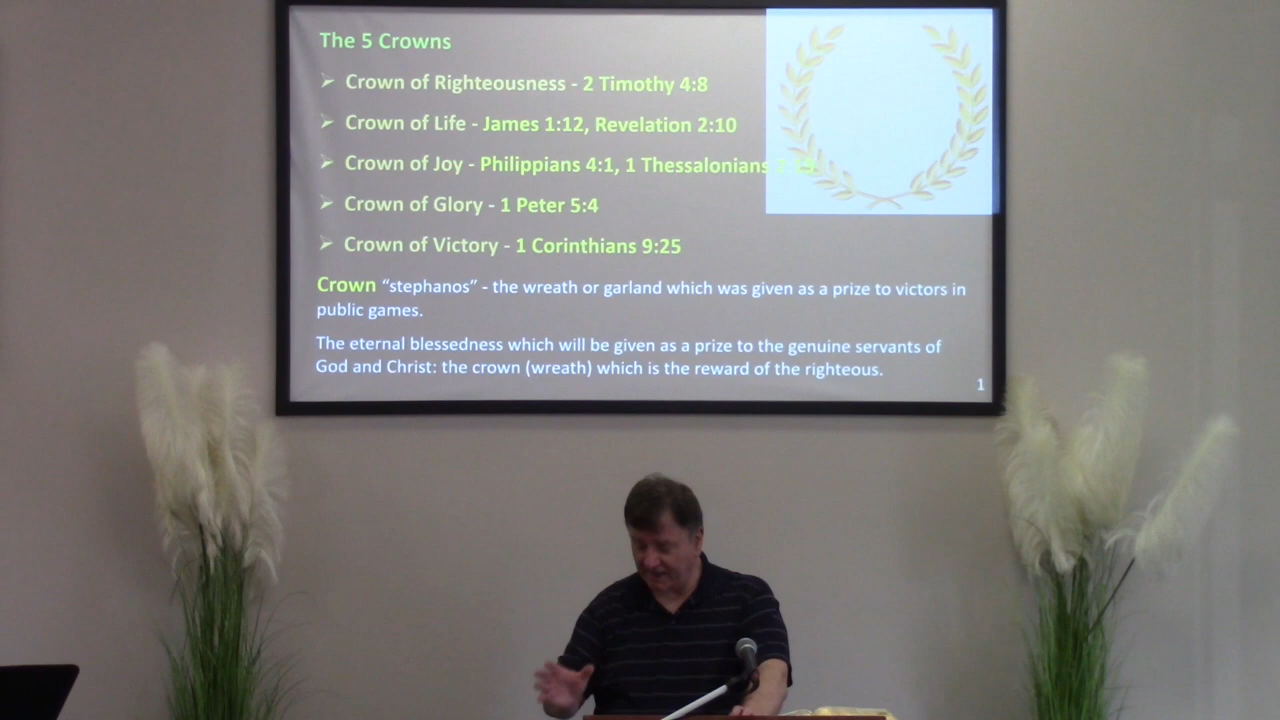 The 5 Crowns
➢ Crown of Righteousness - 2 Timothy 4:8
➢ Crown of Life - James 1:12, Revelation 2:10
➢ Crown of Joy - Philippians 4:1, 1 Thessalonians
➢ Crown of Glory - 1 Peter 5:4
➢ Crown of Victory - 1 Corinthians 9:25
Crown “stephanos” - the wreath or garland which was given as a prize to victors in
public games.
The eternal blessedness which will be given as a prize to the genuine servants of
God and Christ: the crown (wreath) which is the reward of the righteous.
1